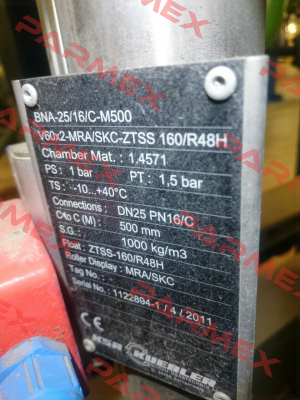 BNA-25/16/C-M500
V60x2-MRA/SKC-ZTSS 160/R48H
Chamber Mat. : 1.4571
PS : 1 bar PT : 1,5 bar
TS : -10...+40°C
Connections : DN25 PN16/C
C to C (M) : 500 mm
S.G. : 1000 kg/m3
Float : ZTSS-160/R48H
Roller Display : MRA/SKC
Tag No :
Serial No. : 1122894-1 / 4 / 2011
CE
KSR KUEBLER
PARMEX
PARMEX
PARMEX
PARMEX
PARMEX